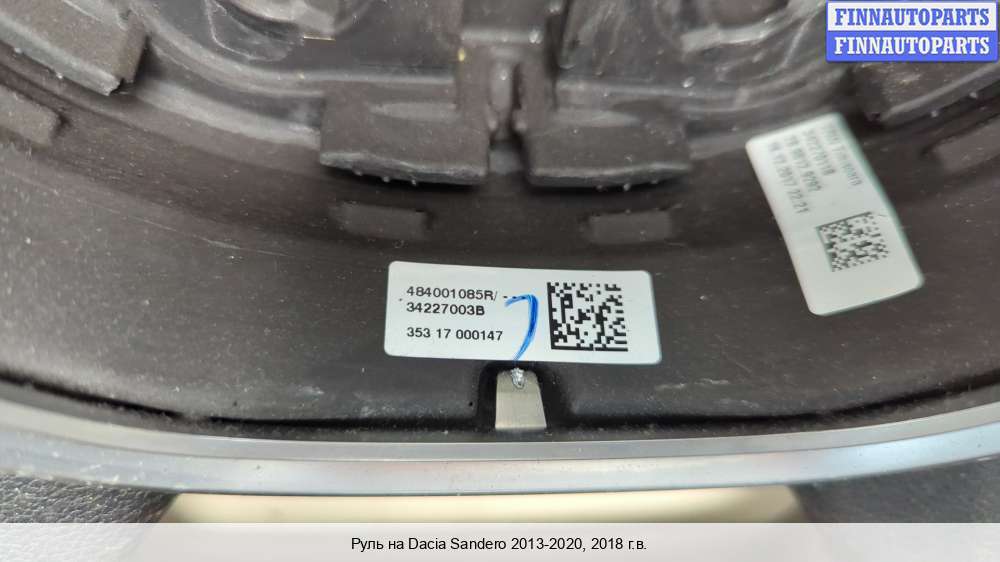 FINNAUTOPARTS
FINNAUTOPARTS
484001085R/ -
34227003B
353 17 000147
Руль на Dacia Sandero 2013-2020, 2018 г.в.